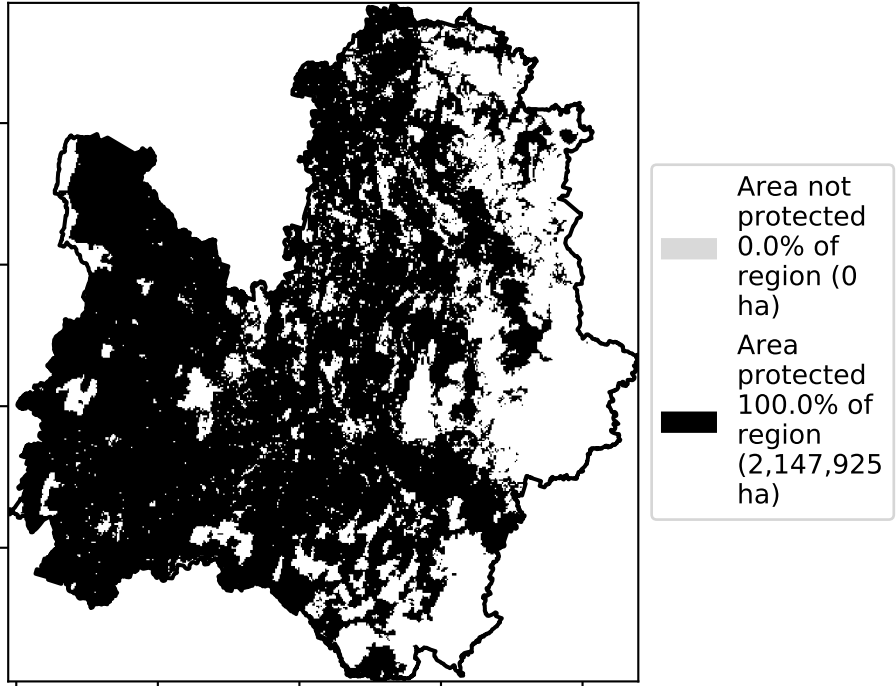 Area not
protected
0.0% of
region (0
ha)
Area
protected
100.0% of
region
(2,147,925
ha)